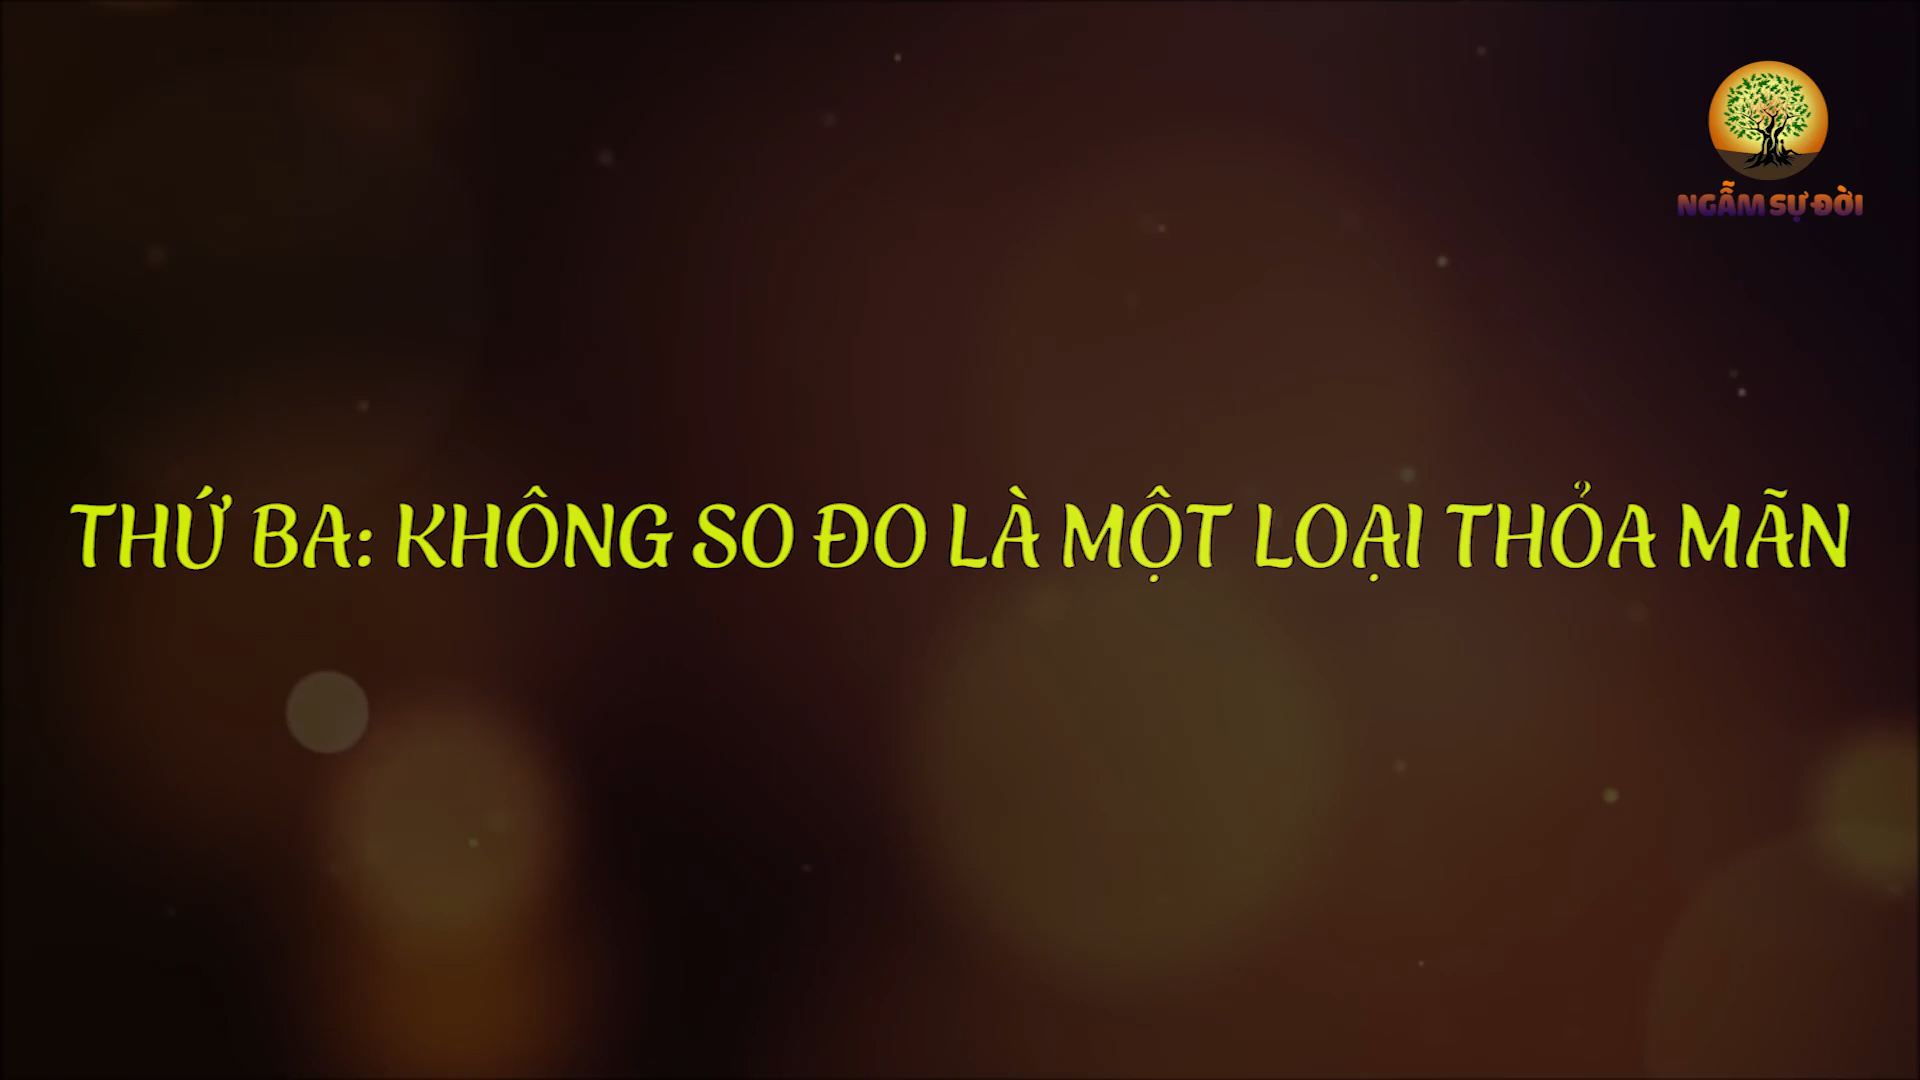 NGẪM SỰ ĐỜI
THỨ BA: KHÔNG SO ĐO LÀ MỘT LOẠI THỎA MÃN